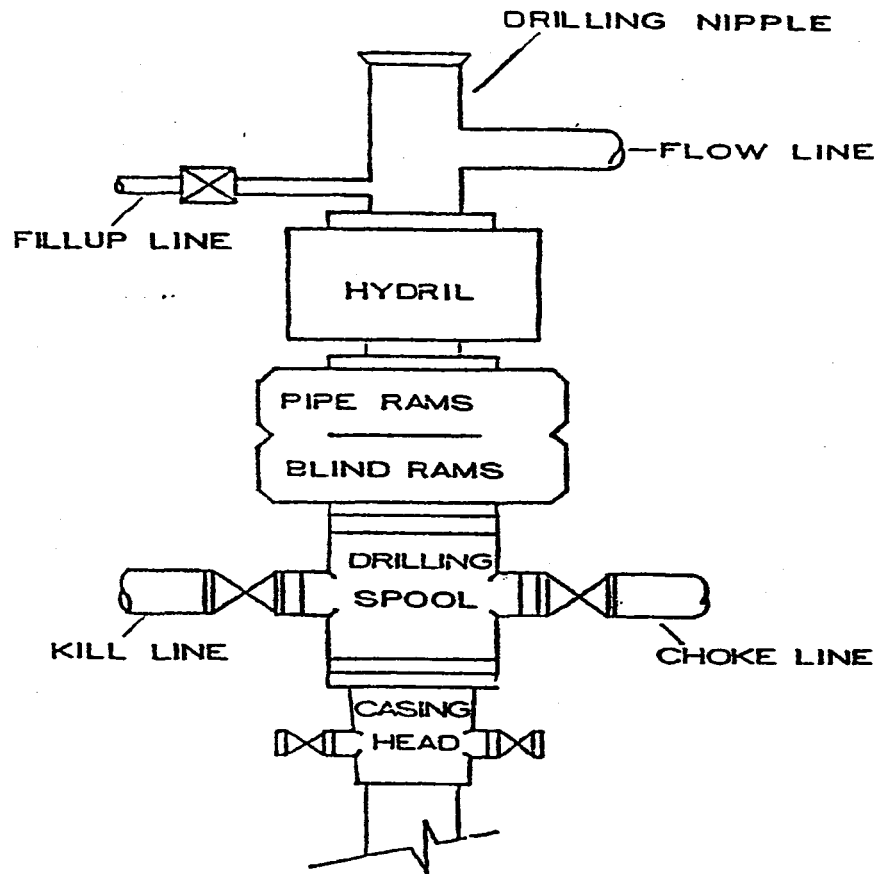 DRILLING NIPPLE
FLOW LINE
FILLUP LINE
HYDRIL
PIPE RAMS
BLIND RAMS
DRILLING
SPOOL
KILL LINE
CHOKE LINE
CASING
HEAD